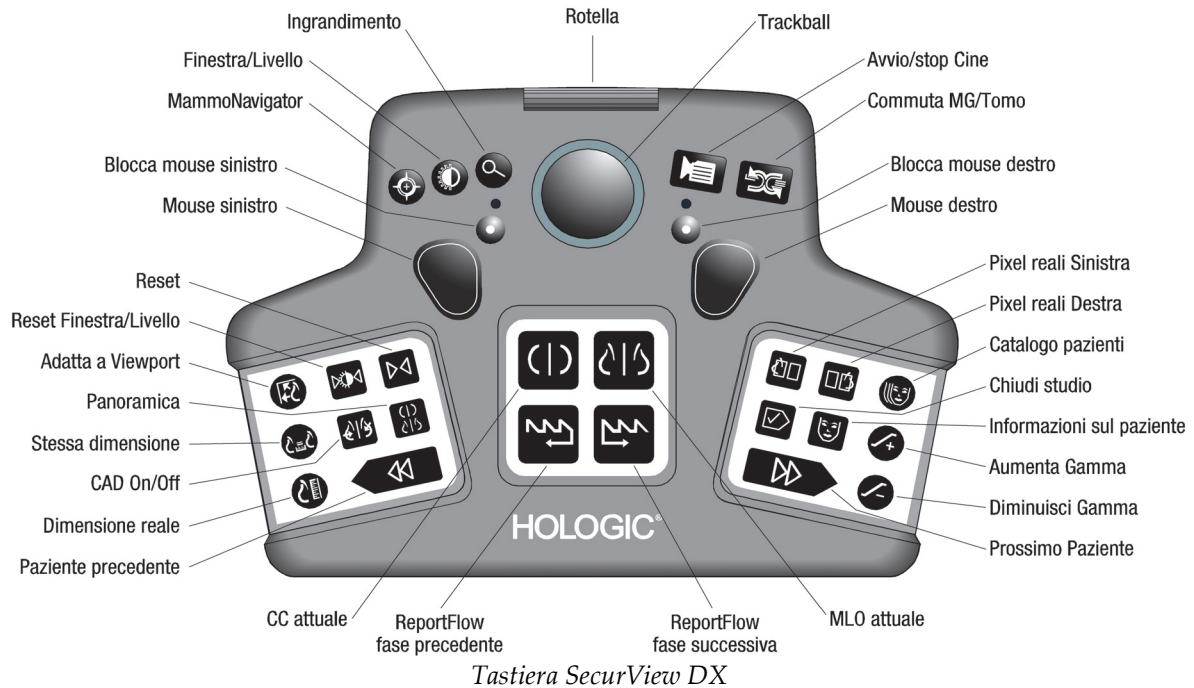 Ingrandimento
Rotella
Trackball
Finestra/Livello
Avvio/stop Cine
MammoNavigator
Commuta MG/Tomo
Blocca mouse sinistro
Blocca mouse destro
Mouse sinistro
Mouse destro
Reset
Pixel reali Sinistra
Reset Finestra/Livello
Pixel reali Destra
Adatta a Viewport
Catalogo pazienti
Panoramica
Chiudi studio
Stessa dimensione
Informazioni sul paziente
CAD On/Off
Aumenta Gamma
Dimensione reale
Diminuisci Gamma
Paziente precedente
Prossimo Paziente
HOLOGIC®
CC attuale
ReportFlow
fase precedente
ReportFlow
fase successiva
MLO attuale
Tastiera SecurView DX